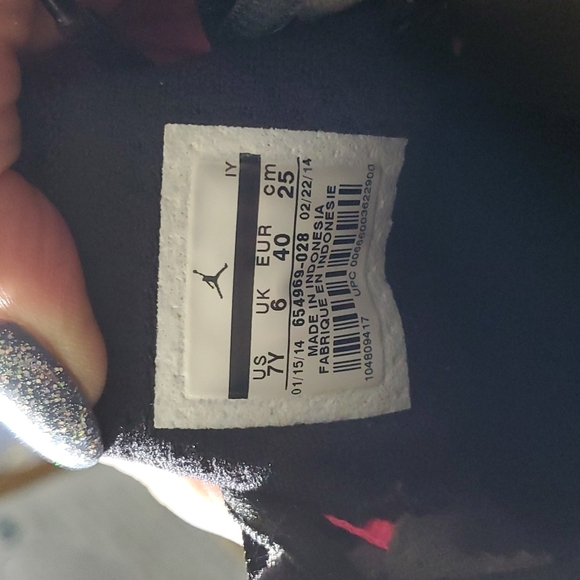 IY
US UK EUR cm
7Y 6 40 25
01/15/14 654969-028 02/22/14
MADE IN INDONESIA
FABRIQUE EN INDONESIE
104809417 UPC 00666003622900